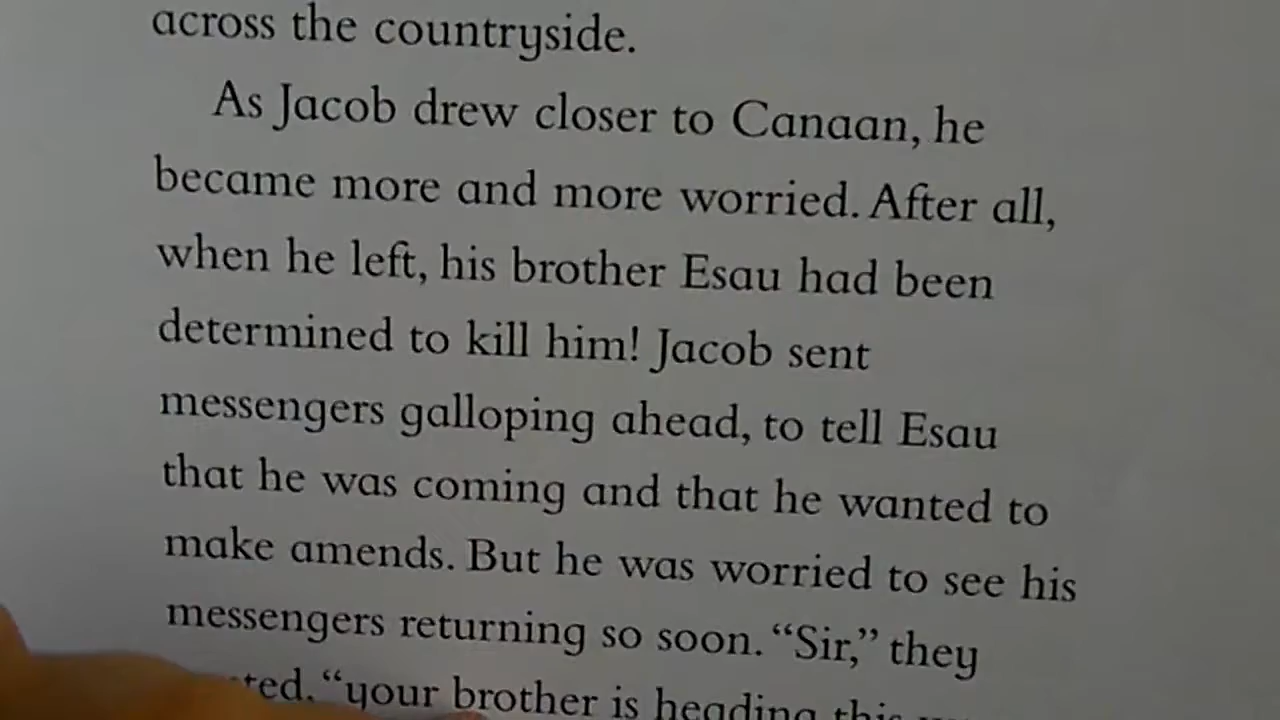 across the countryside.
As Jacob drew closer to Canaan, he
became more and more worried. After all,
when he left, his brother Esau had been
determined to kill him! Jacob sent
messengers galloping ahead, to tell Esau
that he was coming and that he wanted to
make amends. But he was worried to see his
messengers returning so soon. “Sir,” they
“your brother is heading this